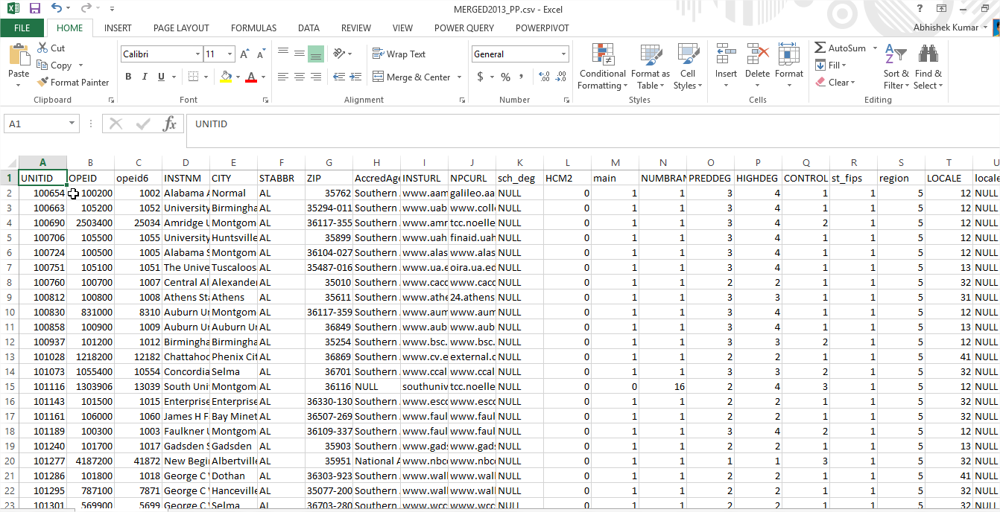 MERGED2013_PP.csv - Excel
FILE HOME INSERT PAGE LAYOUT FORMULAS DATA REVIEW VIEW POWER QUERY POWERPIVOT Abhishek Kumar
Paste Cut Copy Format Painter
Calibri 11 B I U A A A
Wrap Text Merge & Center
General $ % , .00 .00
Conditional Formatting Format as Table Cell Styles
Insert Delete Format
AutoSum Fill Clear Sort & Filter Find & Select
Clipboard Font Alignment Number Styles Cells Editing
A1 fx UNITID
A B C D E F G H I J K L M N O P Q R S T U
1 UNITID OPEID opeid6 INSTNM CITY STABBR ZIP AccredAge INSTURL NPCURL sch_deg HCM2 main NUMBRAN PREDDEG HIGHDEG CONTROL st_fips region LOCALE locale
2 100654 100200 1002 Alabama A Normal AL 35762 Southern A www.aam galileo.aa NULL 0 1 1 3 4 1 1 5 12 NULL
3 100663 105200 1052 University Birmingha AL 35294-011 Southern A www.uab www.coll NULL 0 1 1 3 4 1 1 5 12 NULL
4 100690 2503400 25034 Amridge U Montgom AL 36117-355 Southern A www.amr tcc.noelle NULL 0 1 1 3 4 2 1 5 12 NULL
5 100706 105500 1055 University Huntsville AL 35899 Southern A www.uah finaid.uah NULL 0 1 1 3 4 1 1 5 12 NULL
6 100724 100500 1005 Alabama S Montgom AL 36104-027 Southern A www.alas www.alas NULL 0 1 1 3 4 1 1 5 12 NULL
7 100751 105100 1051 The Unive Tuscaloos AL 35487-016 Southern A www.ua.e oira.ua.ed NULL 0 1 1 3 4 1 1 5 13 NULL
8 100760 100700 1007 Central Al Alexander AL 35010 Southern A www.cacc www.cacc NULL 0 1 1 2 2 1 1 5 32 NULL
9 100812 100800 1008 Athens Sta Athens AL 35611 Southern A www.athe 24.athens NULL 0 1 1 3 3 1 1 5 31 NULL
10 100830 831000 8310 Auburn Un Montgom AL 36117-359 Southern A www.aum www.aum NULL 0 1 1 3 4 1 1 5 12 NULL
11 100858 100900 1009 Auburn Un Auburn Un AL 36849 Southern A www.aub www.aub NULL 0 1 1 3 4 1 1 5 13 NULL
12 100937 101200 1012 Birmingha Birmingha AL 35254 Southern A www.bsc. www.bsc. NULL 0 1 1 3 3 2 1 5 12 NULL
13 101028 1218200 12182 Chattahoc Phenix Cit AL 36869 Southern A www.cv.e external.c NULL 0 1 1 2 2 1 1 5 41 NULL
14 101073 1055400 10554 Concordia Selma AL 36701 Southern A www.ccal www.ccal NULL 0 1 1 3 3 2 1 5 32 NULL
15 101116 1303906 13039 South Uni Montgom AL 36116 NULL southuniv tcc.noelle NULL 0 0 16 2 4 3 1 5 12 NULL
16 101143 101500 1015 Enterprise Enterprise AL 36330-130 Southern A www.escc www.escc NULL 0 1 1 2 2 1 1 5 32 NULL
17 101161 106000 1060 James H F Bay Minet AL 36507-269 Southern A www.faul www.faul NULL 0 1 1 2 2 1 1 5 32 NULL
18 101189 100300 1003 Faulkner U Montgom AL 36109-337 Southern A www.faul www.faul NULL 0 1 1 3 4 2 1 5 12 NULL
19 101240 101700 1017 Gadsden S Gadsden AL 35903 Southern A www.gads www.gads NULL 0 1 1 2 2 1 1 5 13 NULL
20 101277 4187200 41872 New Begi Albertville AL 35951 National A www.nbcc www.nbcc NULL 0 1 1 1 1 3 1 5 32 NULL
21 101286 101800 1018 George C W Dothan AL 36303-923 Southern A www.wall www.wall NULL 0 1 1 2 2 1 1 5 41 NULL
22 101295 787100 7871 George C W Hanceville AL 35077-200 Southern A www.wall www.wall NULL 0 1 1 2 2 1 1 5 32 NULL
23 101301 569900 5699 George C W Selma AL 36703-280 Southern A www.wcc www.wcc NULL 0 1 1 2 2 1 1 5 32 NULL